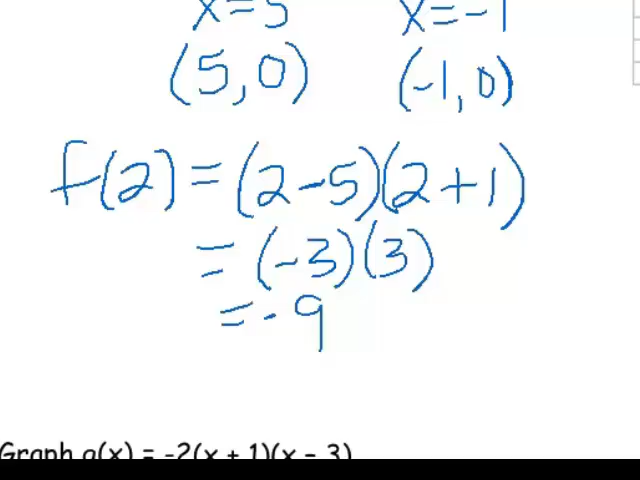 x=5 x=-1
(5,0) (-1,0)
f(2) = (2-5)(2+1)
= (-3)(3)
= -9
Graph g(x) = -2(x + 1)(x - 3)